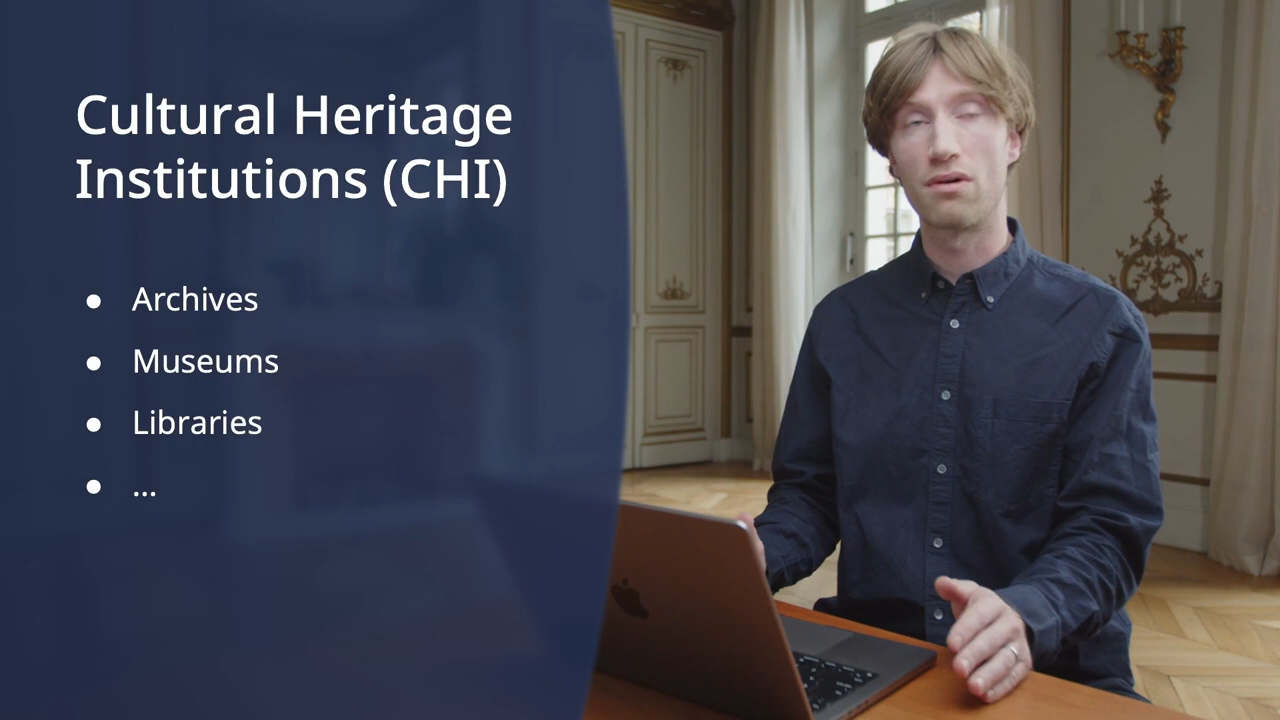 Cultural Heritage
Institutions (CHI)
● Archives
● Museums
● Libraries
● ...